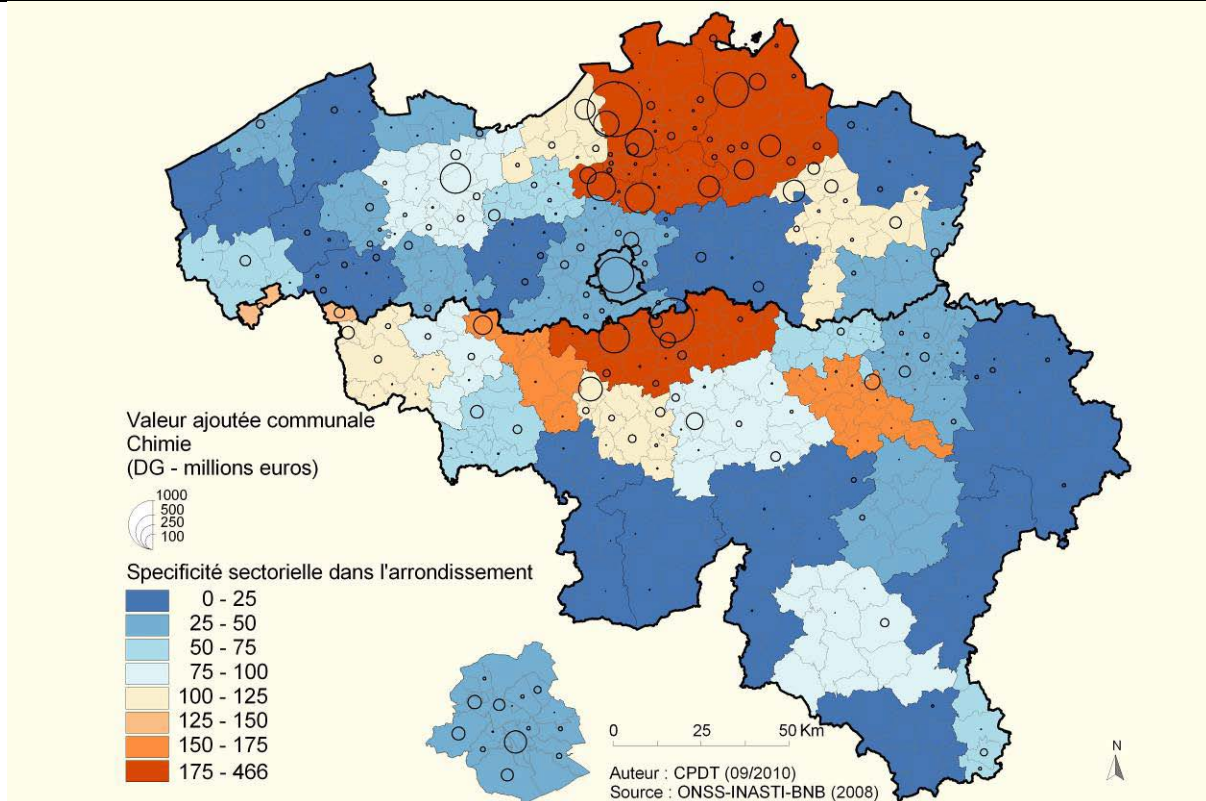 Valeur ajoutée communale
Chimie
(DG - millions euros)
1000
500
250
100
Specificité sectorielle dans l'arrondissement
0 - 25
25 - 50
50 - 75
75 - 100
100 - 125
125 - 150
150 - 175
175 - 466
0 25 50 Km
Auteur : CPDT (09/2010)
Source : ONSS-INASTI-BNB (2008)
N